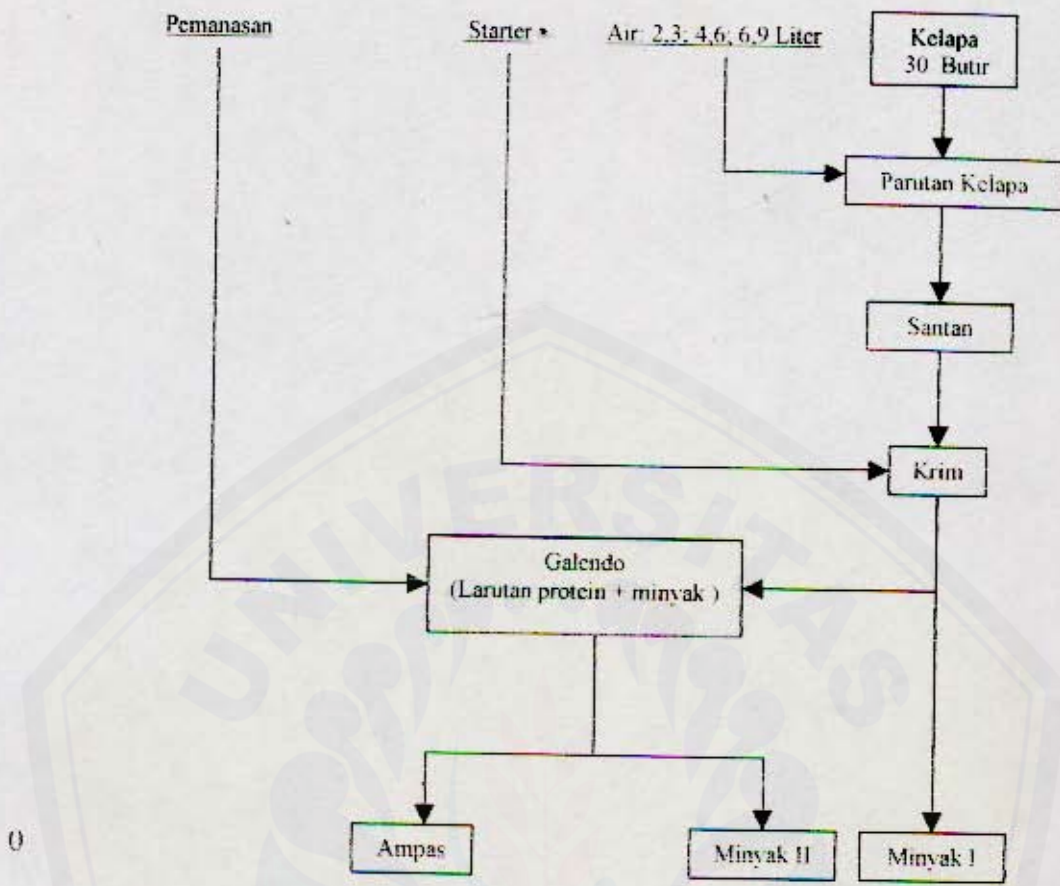 Pemanasan
Starter *
Air: 2,3; 4,6; 6,9 Liter
Kelapa
30 Butir
Parutan Kelapa
Santan
Krim
Galendo
(Larutan protein + minyak )
UNIVERSITAS
Ampas
Minyak II
Minyak I
0